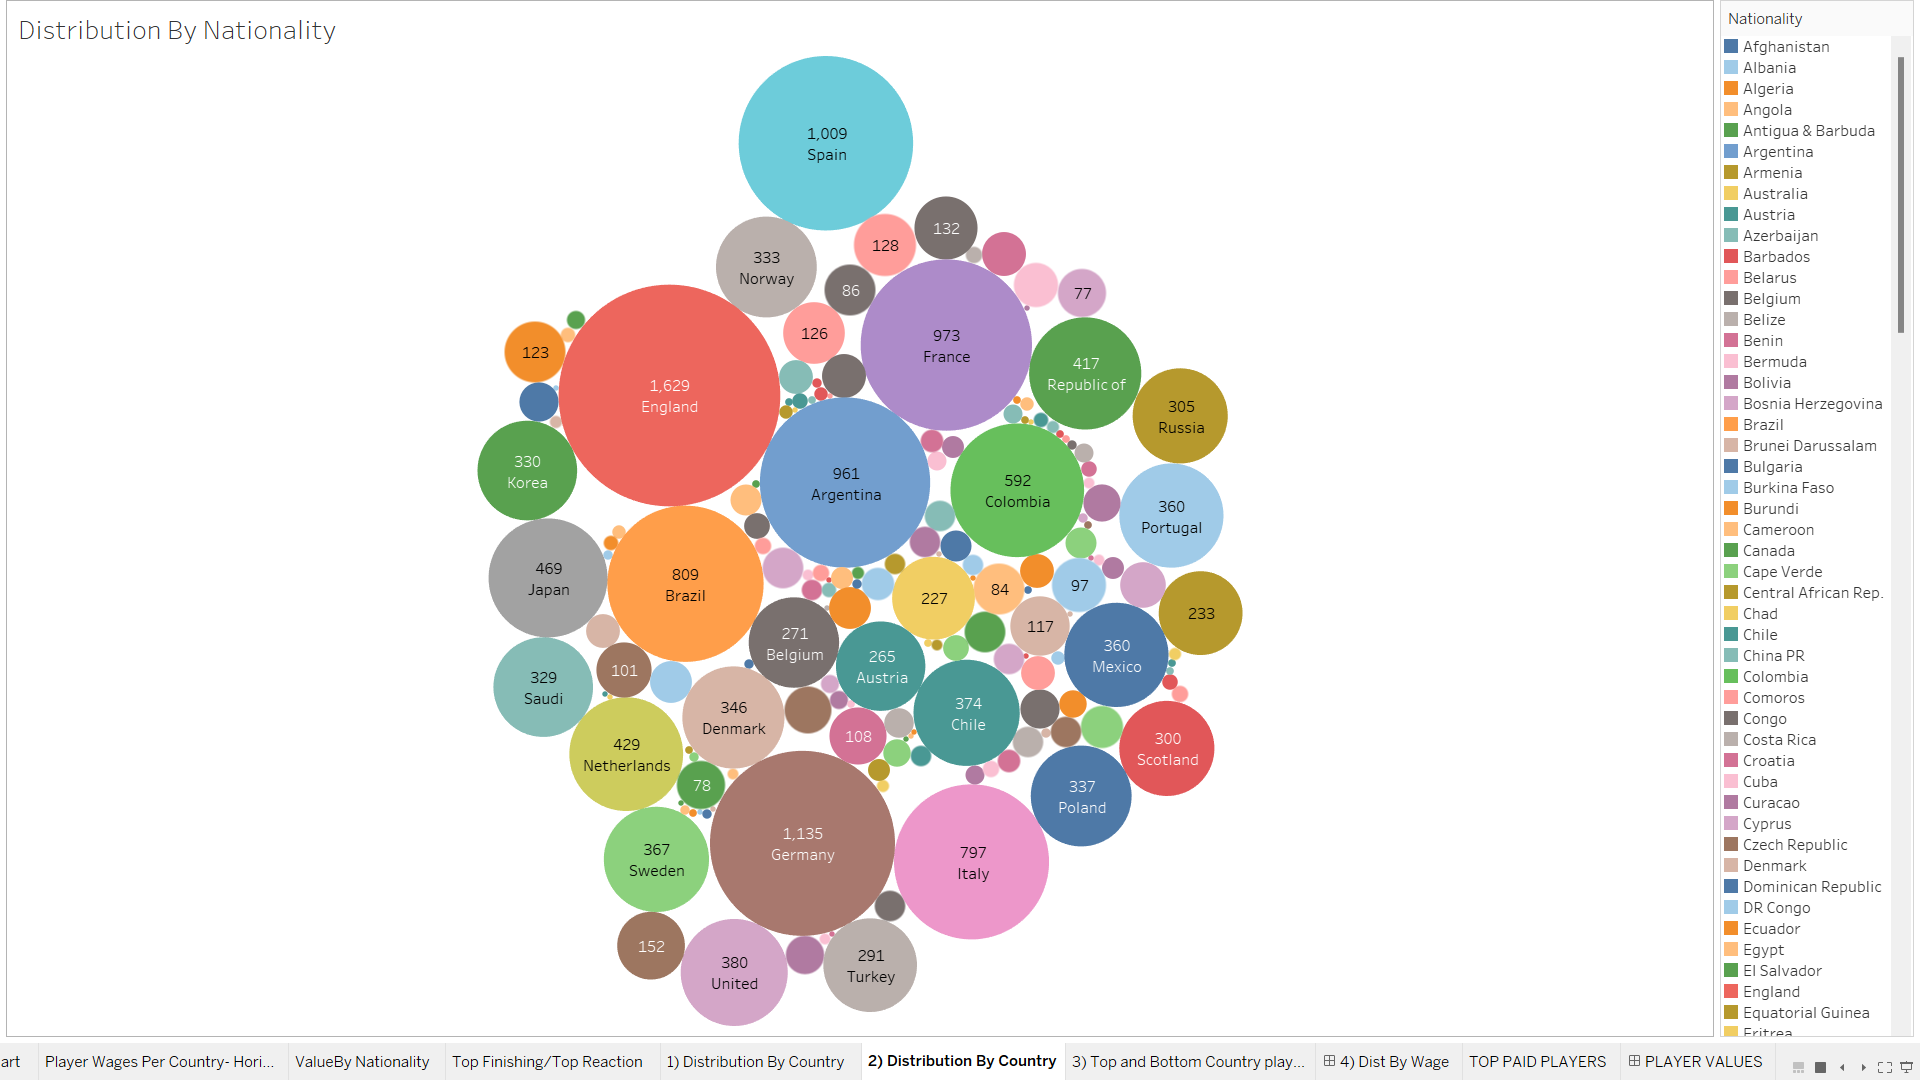 Distribution By Nationality
1,009
Spain
132
128
333
Norway
86
77
126
973
France
123
417
Republic of
1,629
England
305
Russia
330
Korea
961
Argentina
592
Colombia
360
Portugal
469
Japan
809
Brazil
227
84
97
233
117
271
Belgium
265
Austria
360
Mexico
101
329
Saudi
346
Denmark
374
Chile
108
300
Scotland
429
Netherlands
78
337
Poland
1,135
Germany
797
Italy
367
Sweden
152
380
United
291
Turkey
Nationality
Afghanistan
Albania
Algeria
Angola
Antigua & Barbuda
Argentina
Armenia
Australia
Austria
Azerbaijan
Barbados
Belarus
Belgium
Belize
Benin
Bermuda
Bolivia
Bosnia Herzegovina
Brazil
Brunei Darussalam
Bulgaria
Burkina Faso
Burundi
Cameroon
Canada
Cape Verde
Central African Rep.
Chad
Chile
China PR
Colombia
Comoros
Congo
Costa Rica
Croatia
Cuba
Curacao
Cyprus
Czech Republic
Denmark
Dominican Republic
DR Congo
Ecuador
Egypt
El Salvador
England
Equatorial Guinea
Eritrea
art
Player Wages Per Country- Hori...
ValueBy Nationality
Top Finishing/Top Reaction
1) Distribution By Country
2) Distribution By Country
3) Top and Bottom Country play...
4) Dist By Wage
TOP PAID PLAYERS
PLAYER VALUES